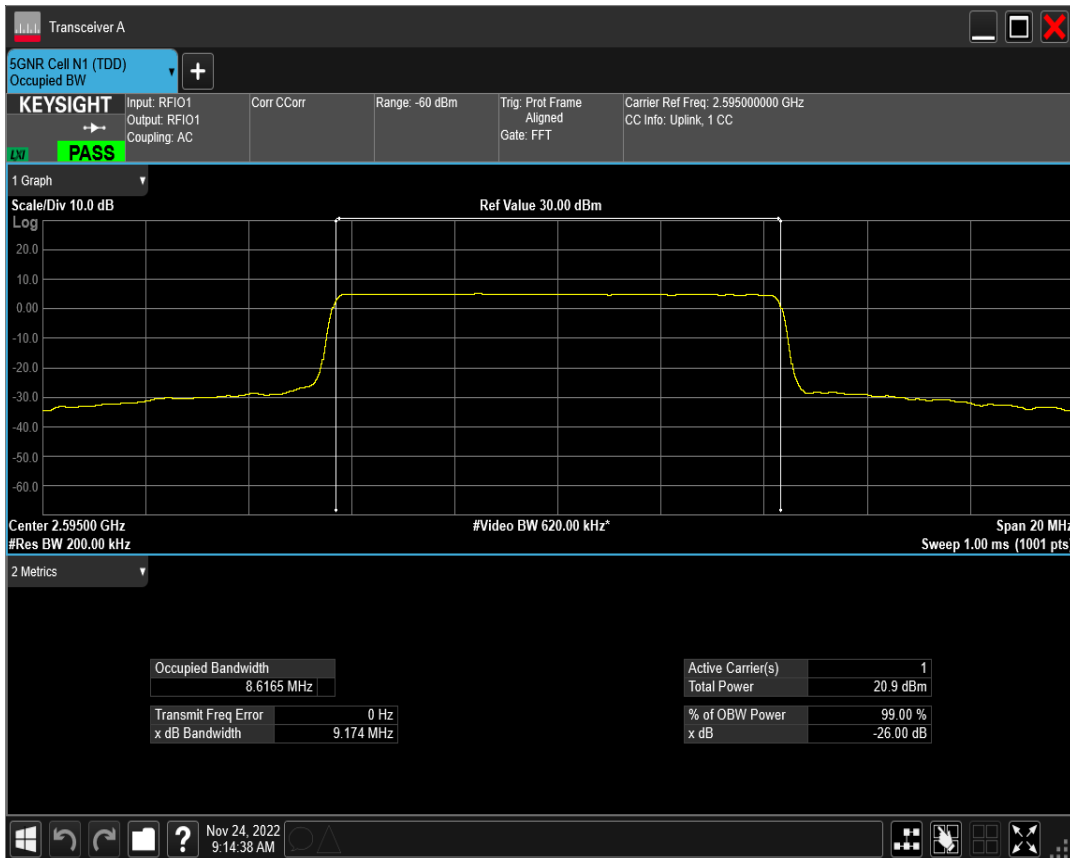 Transceiver A
5GNR Cell N1 (TDD)
Occupied BW
+
KEYSIGHT
LXI
PASS
Input: RFIO1
Output: RFIO1
Coupling: AC
Corr CCorr
Range: -60 dBm
Trig: Prot Frame
Aligned
Gate: FFT
Carrier Ref Freq: 2.595000000 GHz
CC Info: Uplink, 1 CC
1 Graph
Scale/Div 10.0 dB
Ref Value 30.00 dBm
Log
20.0
10.0
0.00
-10.0
-20.0
-30.0
-40.0
-50.0
-60.0
Center 2.59500 GHz
#Video BW 620.00 kHz*
Span 20 MHz
#Res BW 200.00 kHz
Sweep 1.00 ms (1001 pts)
2 Metrics
Occupied Bandwidth
8.6165 MHz
Transmit Freq Error 0 Hz
x dB Bandwidth 9.174 MHz
Active Carrier(s) 1
Total Power 20.9 dBm
% of OBW Power 99.00 %
x dB -26.00 dB
?
Nov 24, 2022
9:14:38 AM